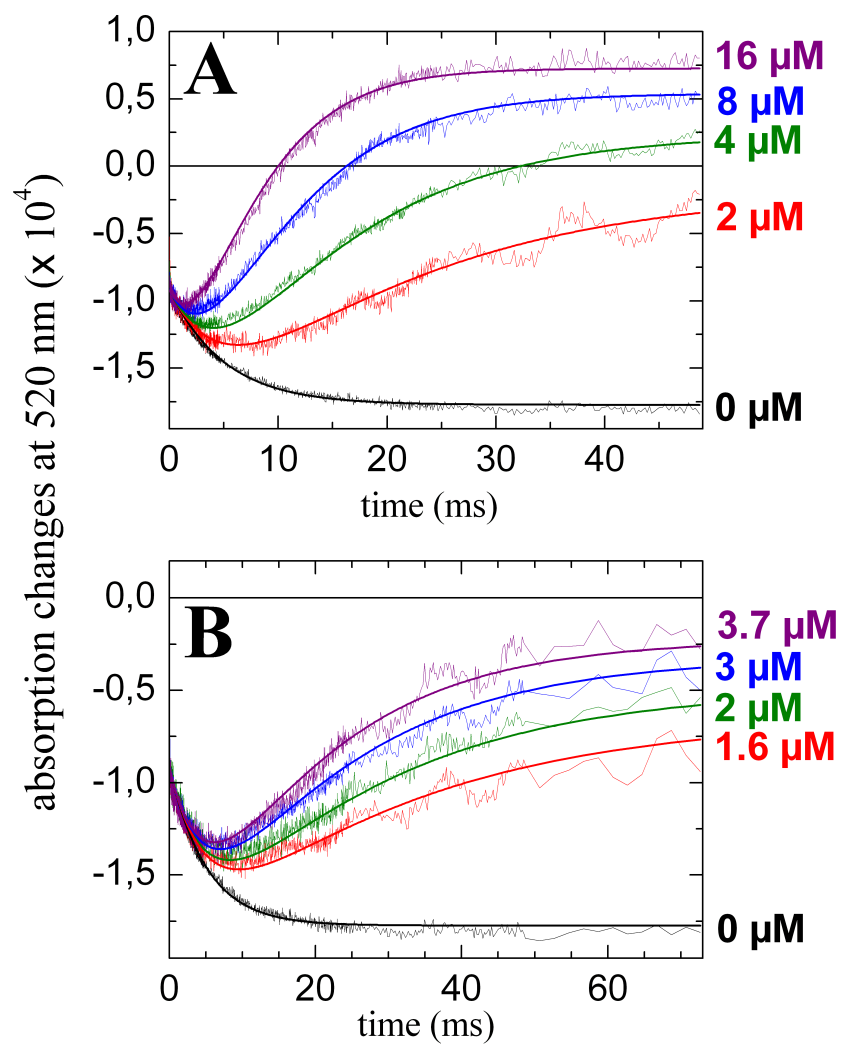 absorption changes at 520 nm (x 10⁴)
A
1,0
0,5
0,0
-0,5
-1,0
-1,5
16 µM
8 µM
4 µM
2 µM
0 µM
0 10 20 30 40
time (ms)
B
0,0
-0,5
-1,0
-1,5
3.7 µM
3 µM
2 µM
1.6 µM
0 µM
0 20 40 60
time (ms)